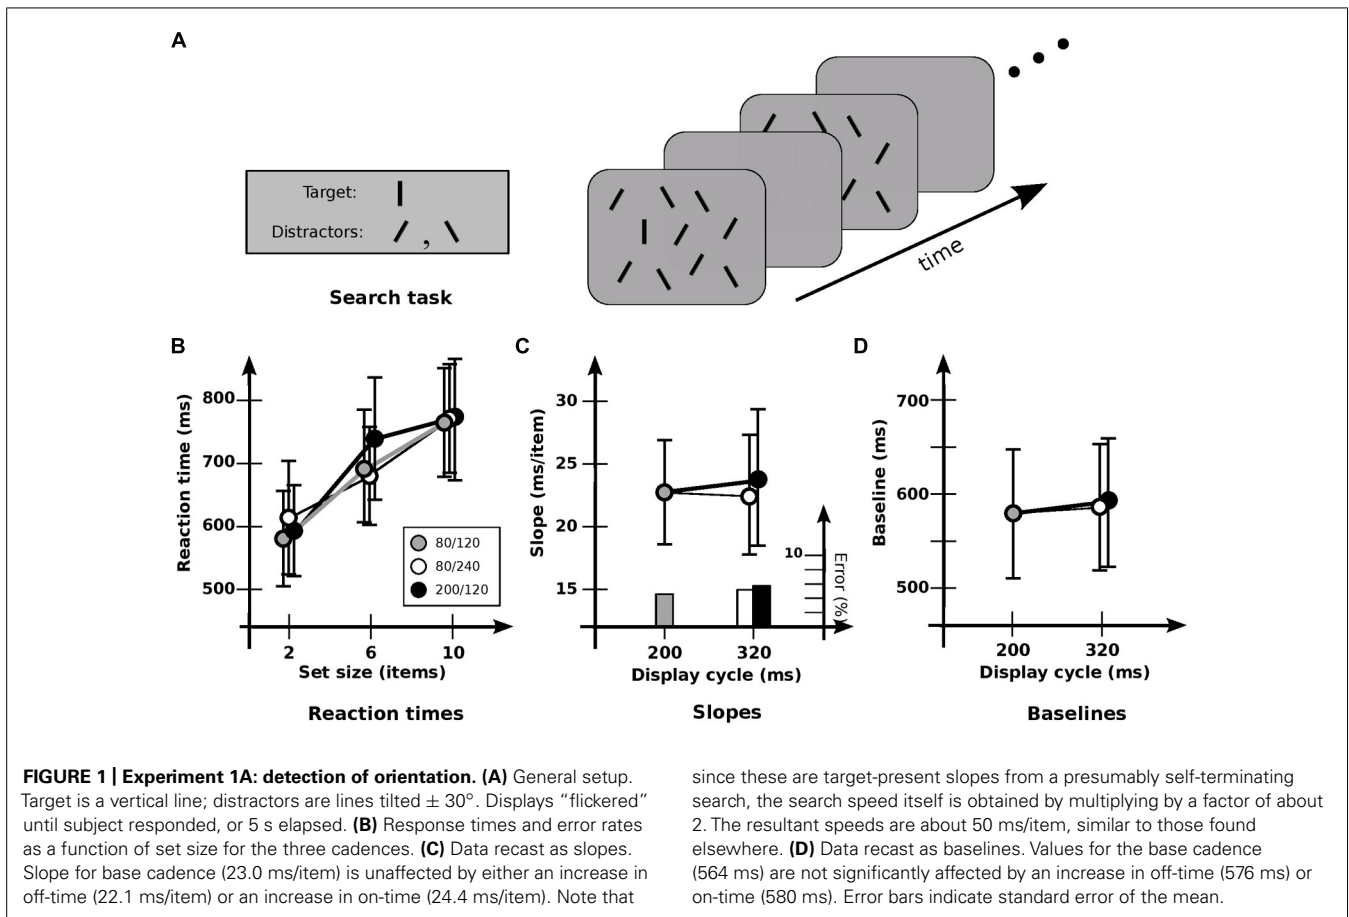 A
Target:
Distractors:
,
Search task
time
B
Reaction time (ms)
800
700
600
500
80/120
80/240
200/120
2 6 10
Set size (items)
Reaction times
C
Slope (ms/item)
30
25
20
15
10
Error (%)
200 320
Display cycle (ms)
Slopes
D
Baseline (ms)
700
600
500
200 320
Display cycle (ms)
Baselines
FIGURE 1 | Experiment 1A: detection of orientation. (A) General setup.
Target is a vertical line; distractors are lines tilted ± 30°. Displays “flickered”
until subject responded, or 5 s elapsed. (B) Response times and error rates
as a function of set size for the three cadences. (C) Data recast as slopes.
Slope for base cadence (23.0 ms/item) is unaffected by either an increase in
off-time (22.1 ms/item) or an increase in on-time (24.4 ms/item). Note that
since these are target-present slopes from a presumably self-terminating
search, the search speed itself is obtained by multiplying by a factor of about
2. The resultant speeds are about 50 ms/item, similar to those found
elsewhere. (D) Data recast as baselines. Values for the base cadence
(564 ms) are not significantly affected by an increase in off-time (576 ms) or
on-time (580 ms). Error bars indicate standard error of the mean.